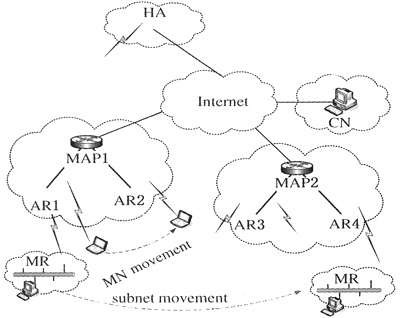 HA
Internet
CN
MAP1
MAP2
AR1
AR2
AR3
AR4
MR
MN movement
MR
subnet movement